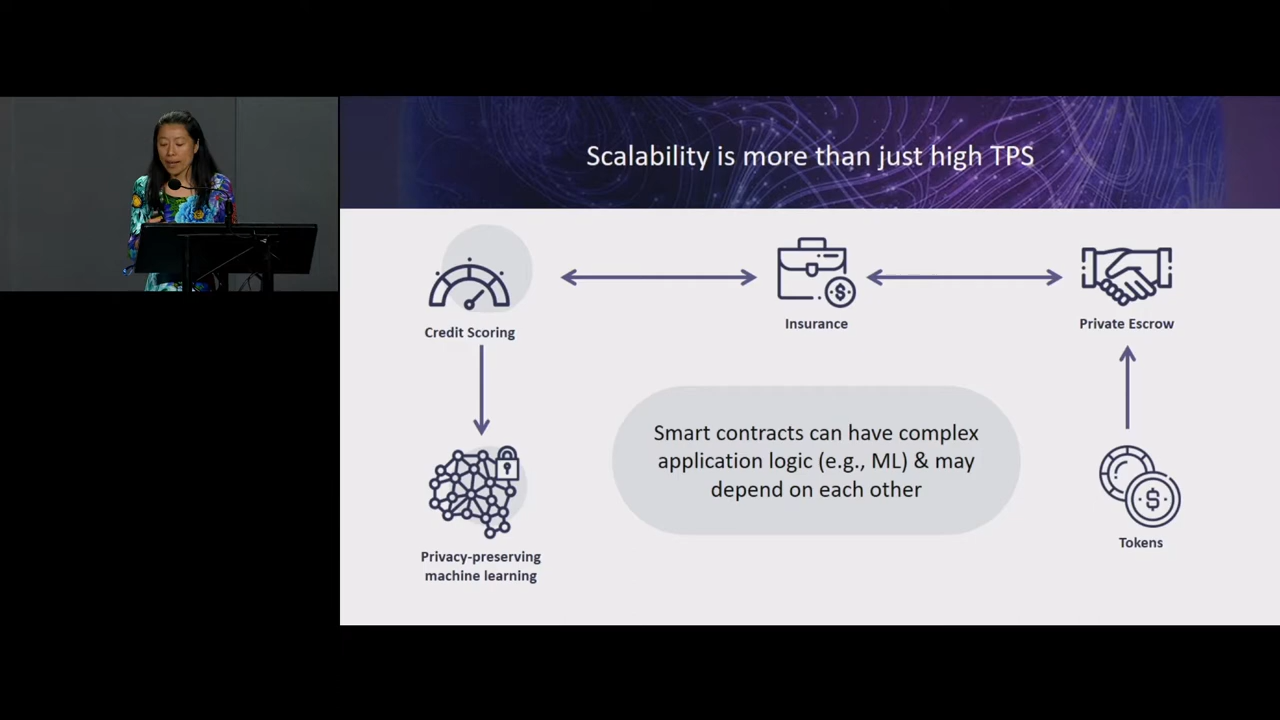 Scalability is more than just high TPS
Credit Scoring
Insurance
Private Escrow
Smart contracts can have complex
application logic (e.g., ML) & may
depend on each other
Privacy-preserving
machine learning
Tokens